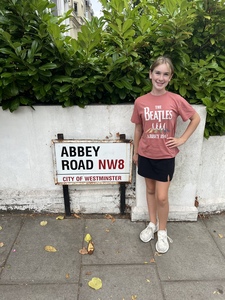 THE
BEATLES
ABBEY
ROAD NW8
CITY OF WESTMINSTER